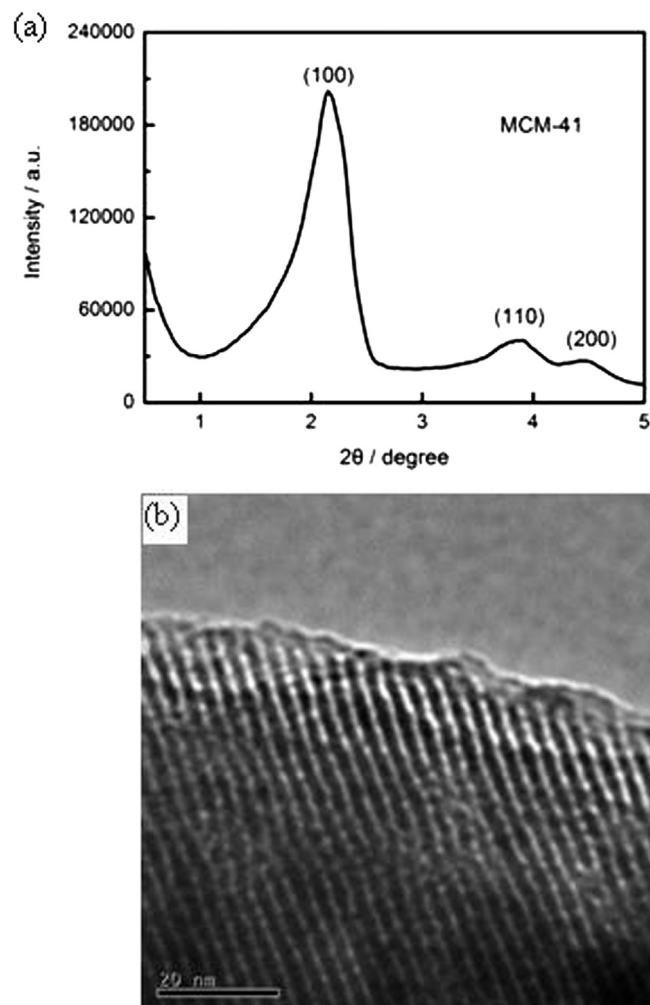 (a)
240000
180000
120000
60000
0
Intensity / a.u.
(100)
MCM-41
(110)
(200)
1 2 3 4 5
2θ / degree
(b)
20 nm